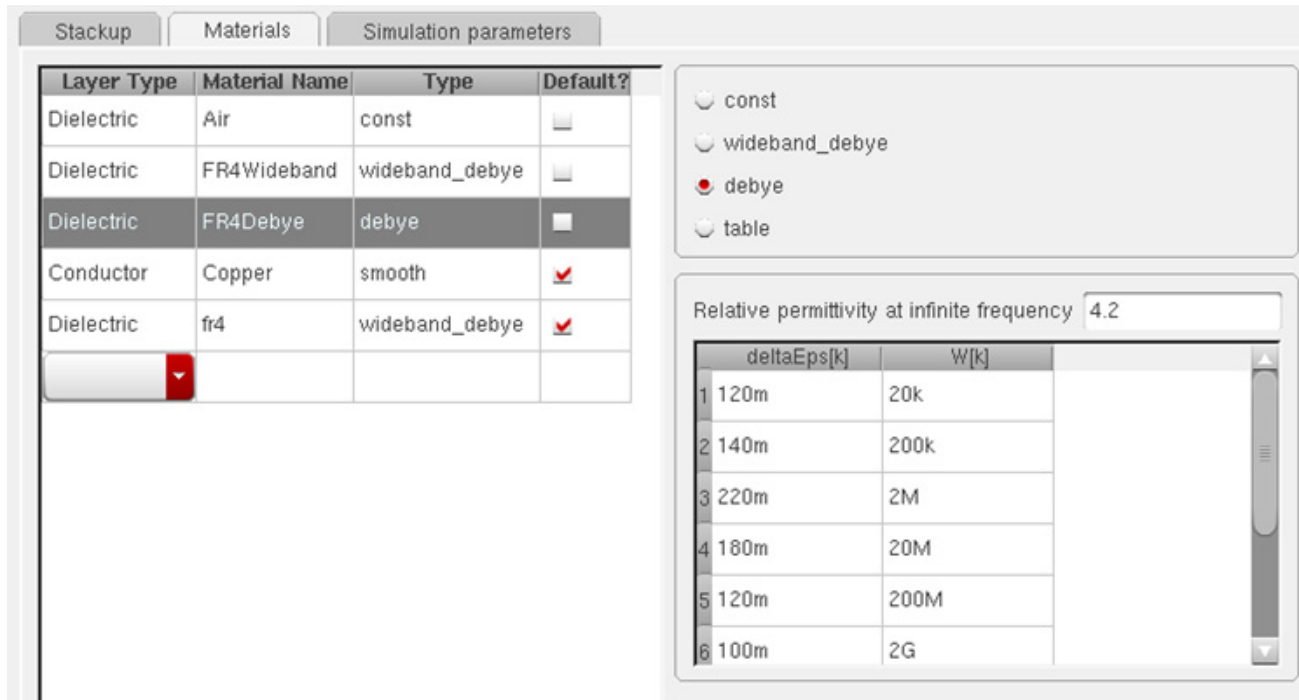 Stackup Materials Simulation parameters
Layer Type Material Name Type Default?
Dielectric Air const
Dielectric FR4Wideband wideband_debye
Dielectric FR4Debye debye
Conductor Copper smooth
Dielectric fr4 wideband_debye
const
wideband_debye
debye
table
Relative permittivity at infinite frequency 4.2
deltaEps[k] W[k]
1 120m 20k
2 140m 200k
3 220m 2M
4 180m 20M
5 120m 200M
6 100m 2G